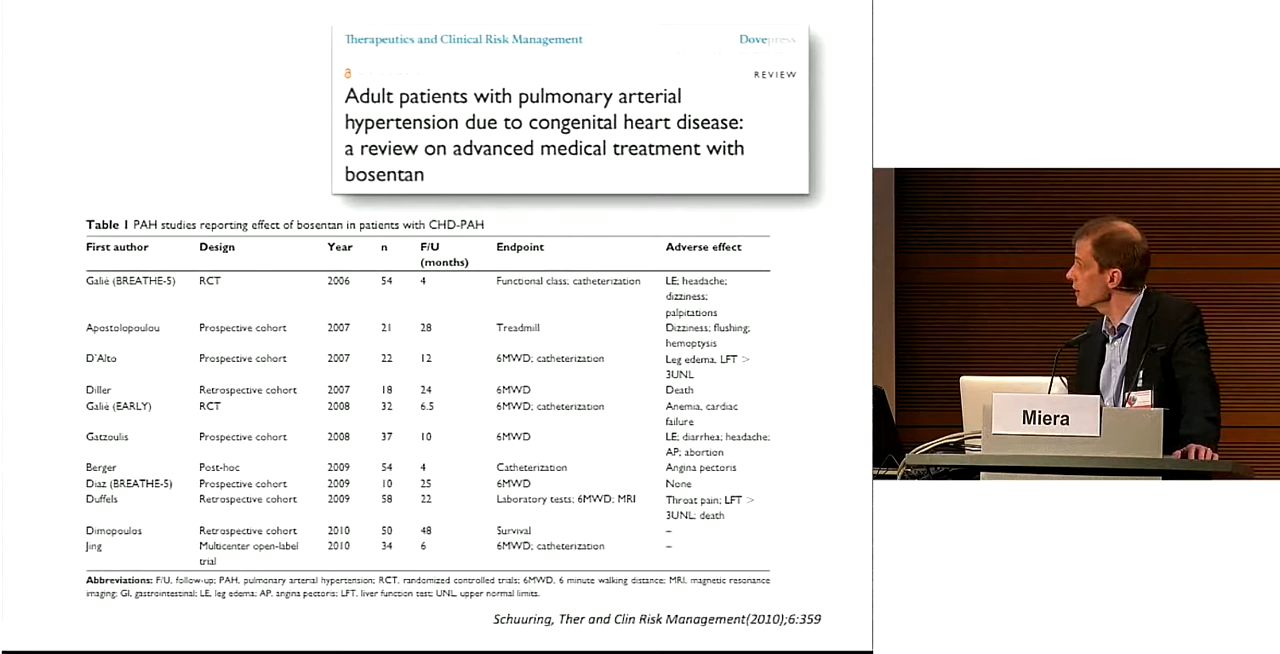 Therapeutics and Clinical Risk Management Dovepress
REVIEW
Adult patients with pulmonary arterial
hypertension due to congenital heart disease:
a review on advanced medical treatment with
bosentan
Table 1 PAH studies reporting effect of bosentan in patients with CHD-PAH
First author Design Year n F/U (months) Endpoint Adverse effect
Galié (BREATHE-5) RCT 2006 54 4 Functional class; catheterization LE; headache;
dizziness;
palpitations
Apostolopoulou Prospective cohort 2007 21 28 Treadmill Dizziness; flushing;
hemoptysis
D'Alto Prospective cohort 2007 22 12 6MWD; catheterization Leg edema, LFT >
3UNL
Diller Retrospective cohort 2007 18 24 6MWD Death
Galié (EARLY) RCT 2008 32 6.5 6MWD; catheterization Anemia, cardiac
failure
Gatzoulis Prospective cohort 2008 37 10 6MWD LE; diarrhea; headache;
AP; abortion
Berger Post-hoc 2009 54 4 Catheterization Angina pectoris
Diaz (BREATHE-5) Prospective cohort 2009 10 25 6MWD None
Duffels Retrospective cohort 2009 58 22 Laboratory tests; 6MWD; MRI Throat pain; LFT >
3UNL; death
Dimopoulos Retrospective cohort 2010 50 48 Survival –
Jing Multicenter open-label 2010 34 6 6MWD; catheterization –
trial
Abbreviations: F/U, follow-up; PAH, pulmonary arterial hypertension; RCT, randomized controlled trials; 6MWD, 6 minute walking distance; MRI, magnetic resonance
imaging; GI, gastrointestinal; LE, leg edema; AP, angina pectoris; LFT, liver function test; UNL, upper normal limits.
Schuuring, Ther and Clin Risk Management(2010);6:359
Miera